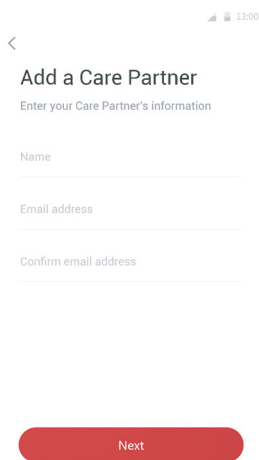 13:00
Add a Care Partner
Enter your Care Partner's information
Name
Email address
Confirm email address
Next